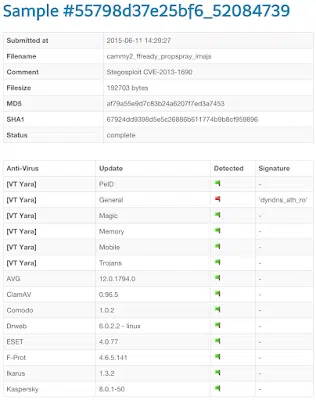 Sample #55798d37e25bf6_52084739
Submitted at 2015-06-11 14:29:27
Filename cammy2_ffready_propspray_imajs
Comment Stegosploit CVE-2013-1690
Filesize 192703 bytes
MD5 af79a55e9d7c83b24a6207f7ed3a7453
SHA1
Status complete
Anti-Virus Update Detected Signature
[VT Yara] PeID -
[VT Yara] General 'dyndns_ath_ro'
[VT Yara] Magic -
[VT Yara] Memory -
[VT Yara] Mobile -
[VT Yara] Trojans -
AVG 12.0.1794.0 -
ClamAV 0.96.5 -
Comodo 1.0.2 -
Drweb 6.0.2.2 - linux -
ESET 4.0.77 -
F-Prot 4.6.5.141 -
Ikarus 1.3.2 -
Kaspersky 8.0.1-50 -